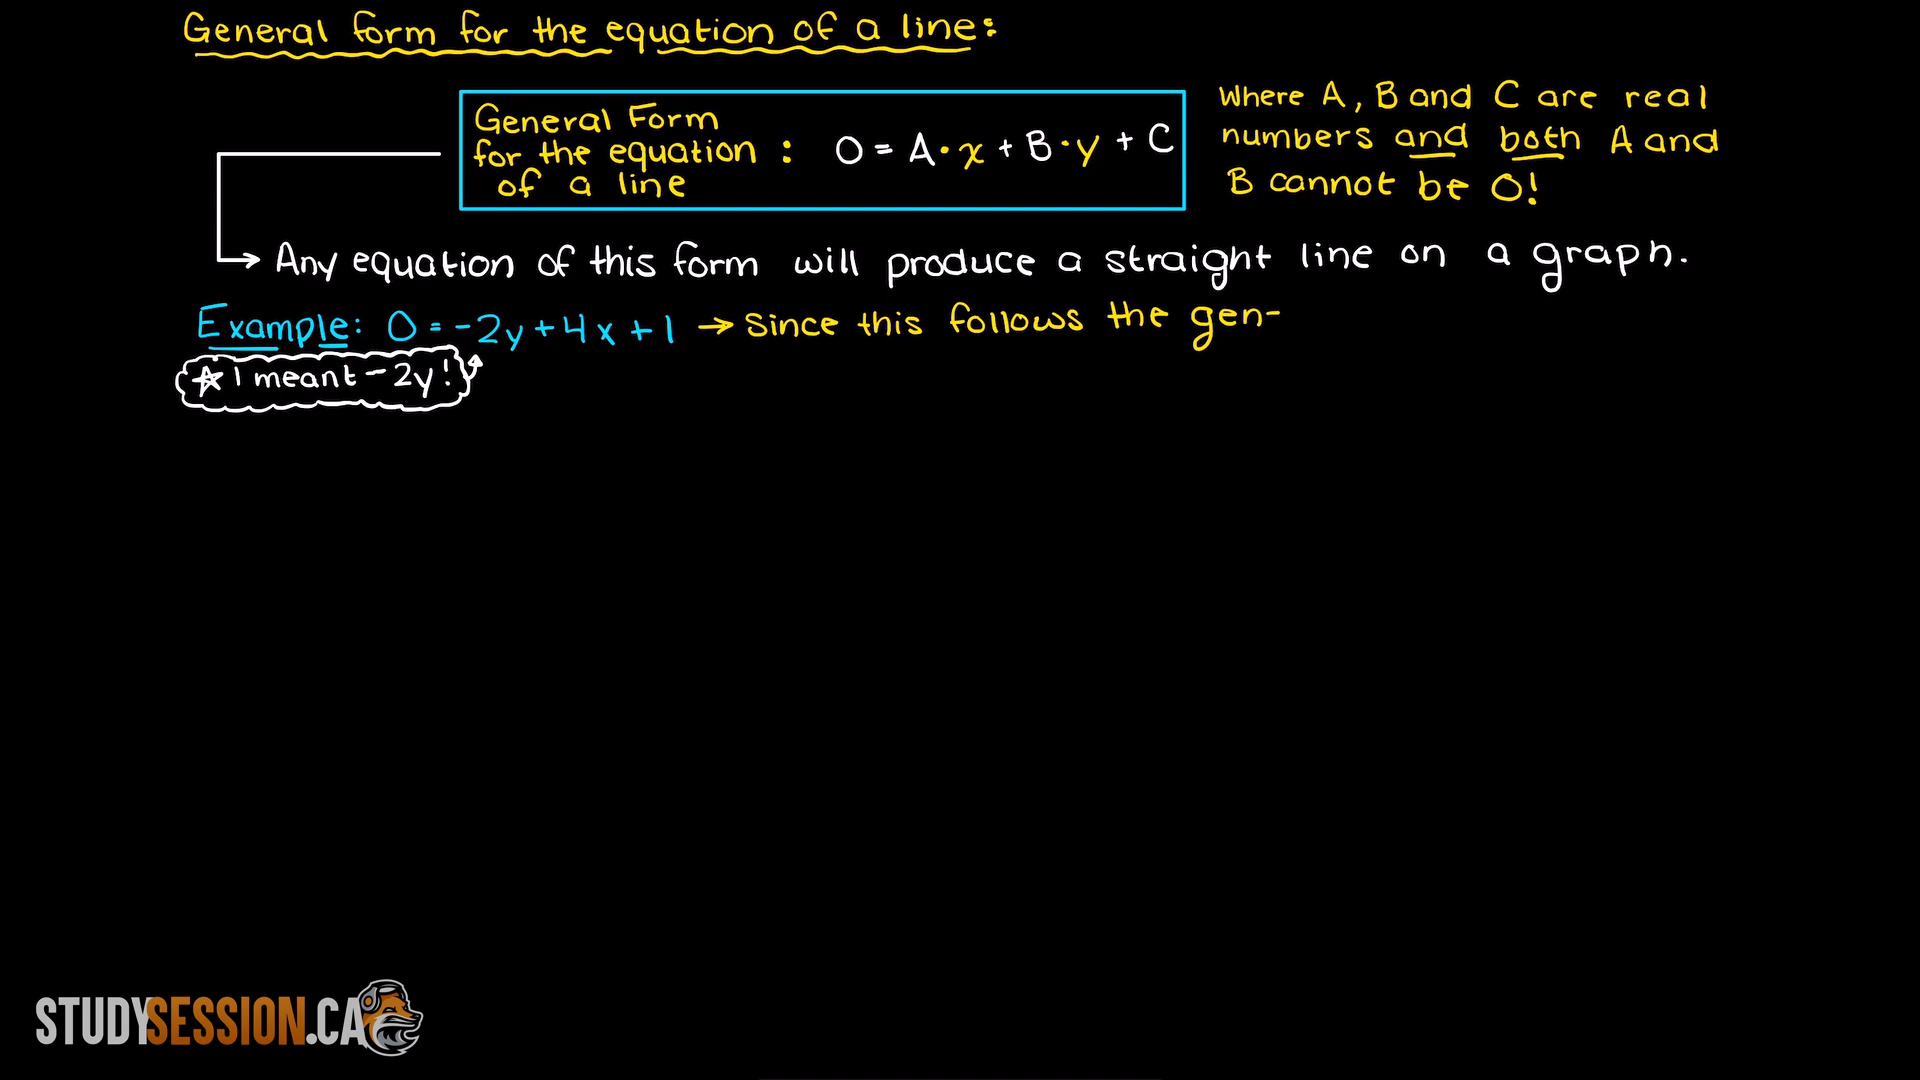 General form for the equation of a line:
General Form
for the equation : 0 = A·x + B·y + C
of a line
Where A, B and C are real
numbers and both A and
B cannot be 0!
Any equation of this form will produce a straight line on a graph.
Example: 0 = -2y + 4x + 1 → Since this follows the gen-
☆ I meant -2y!
STUDYSESSION.CA